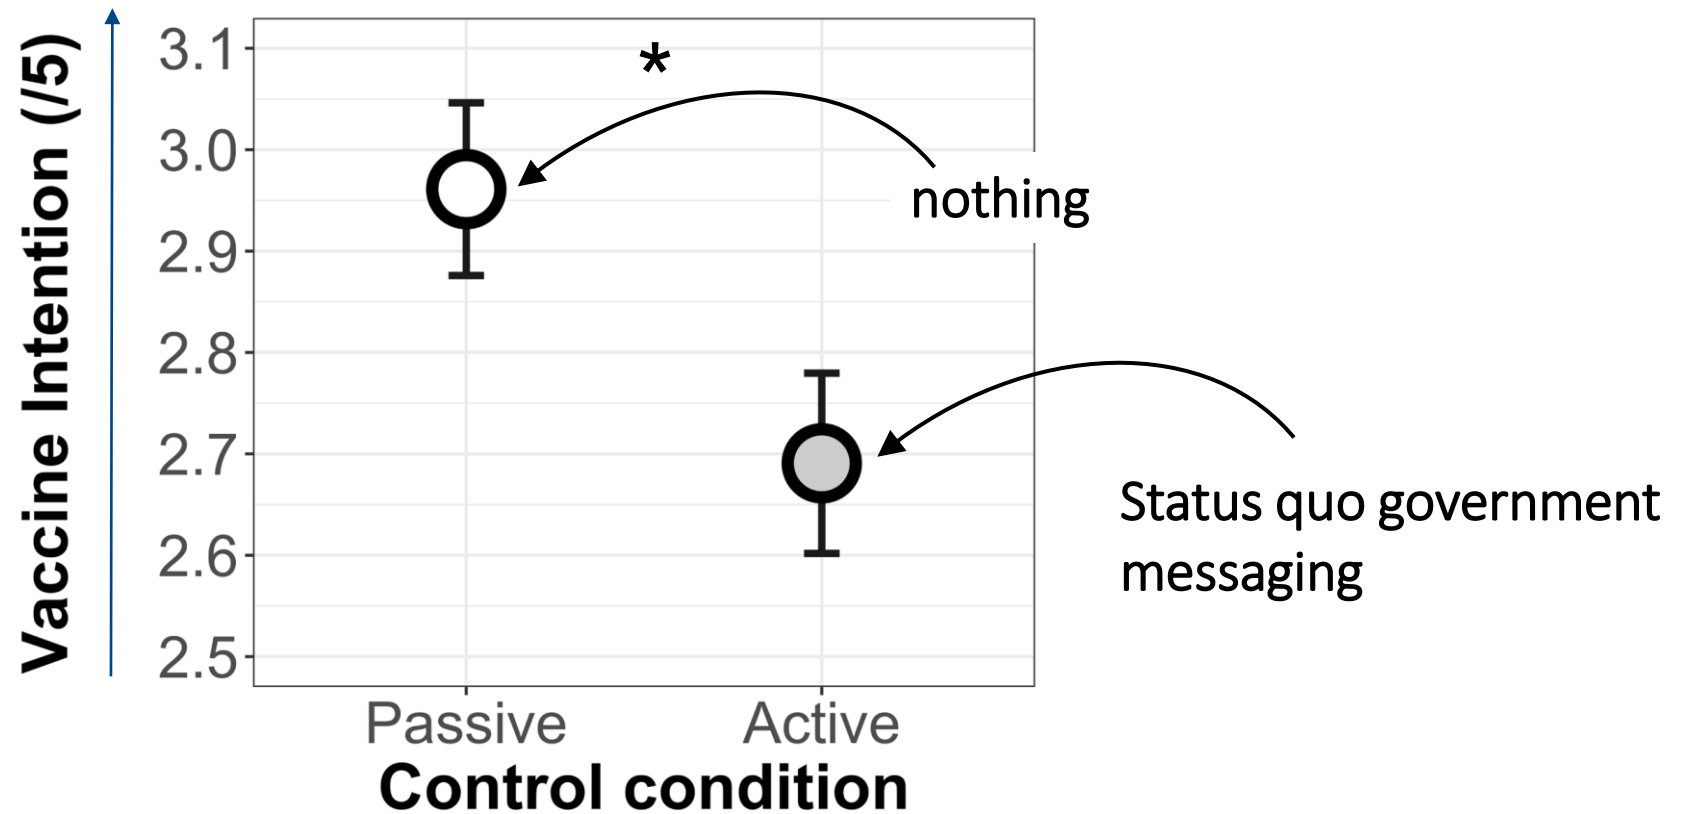 Vaccine Intention (/5)
3.1
3.0
2.9
2.8
2.7
2.6
2.5
*
nothing
Status quo government
messaging
Passive
Active
Control condition